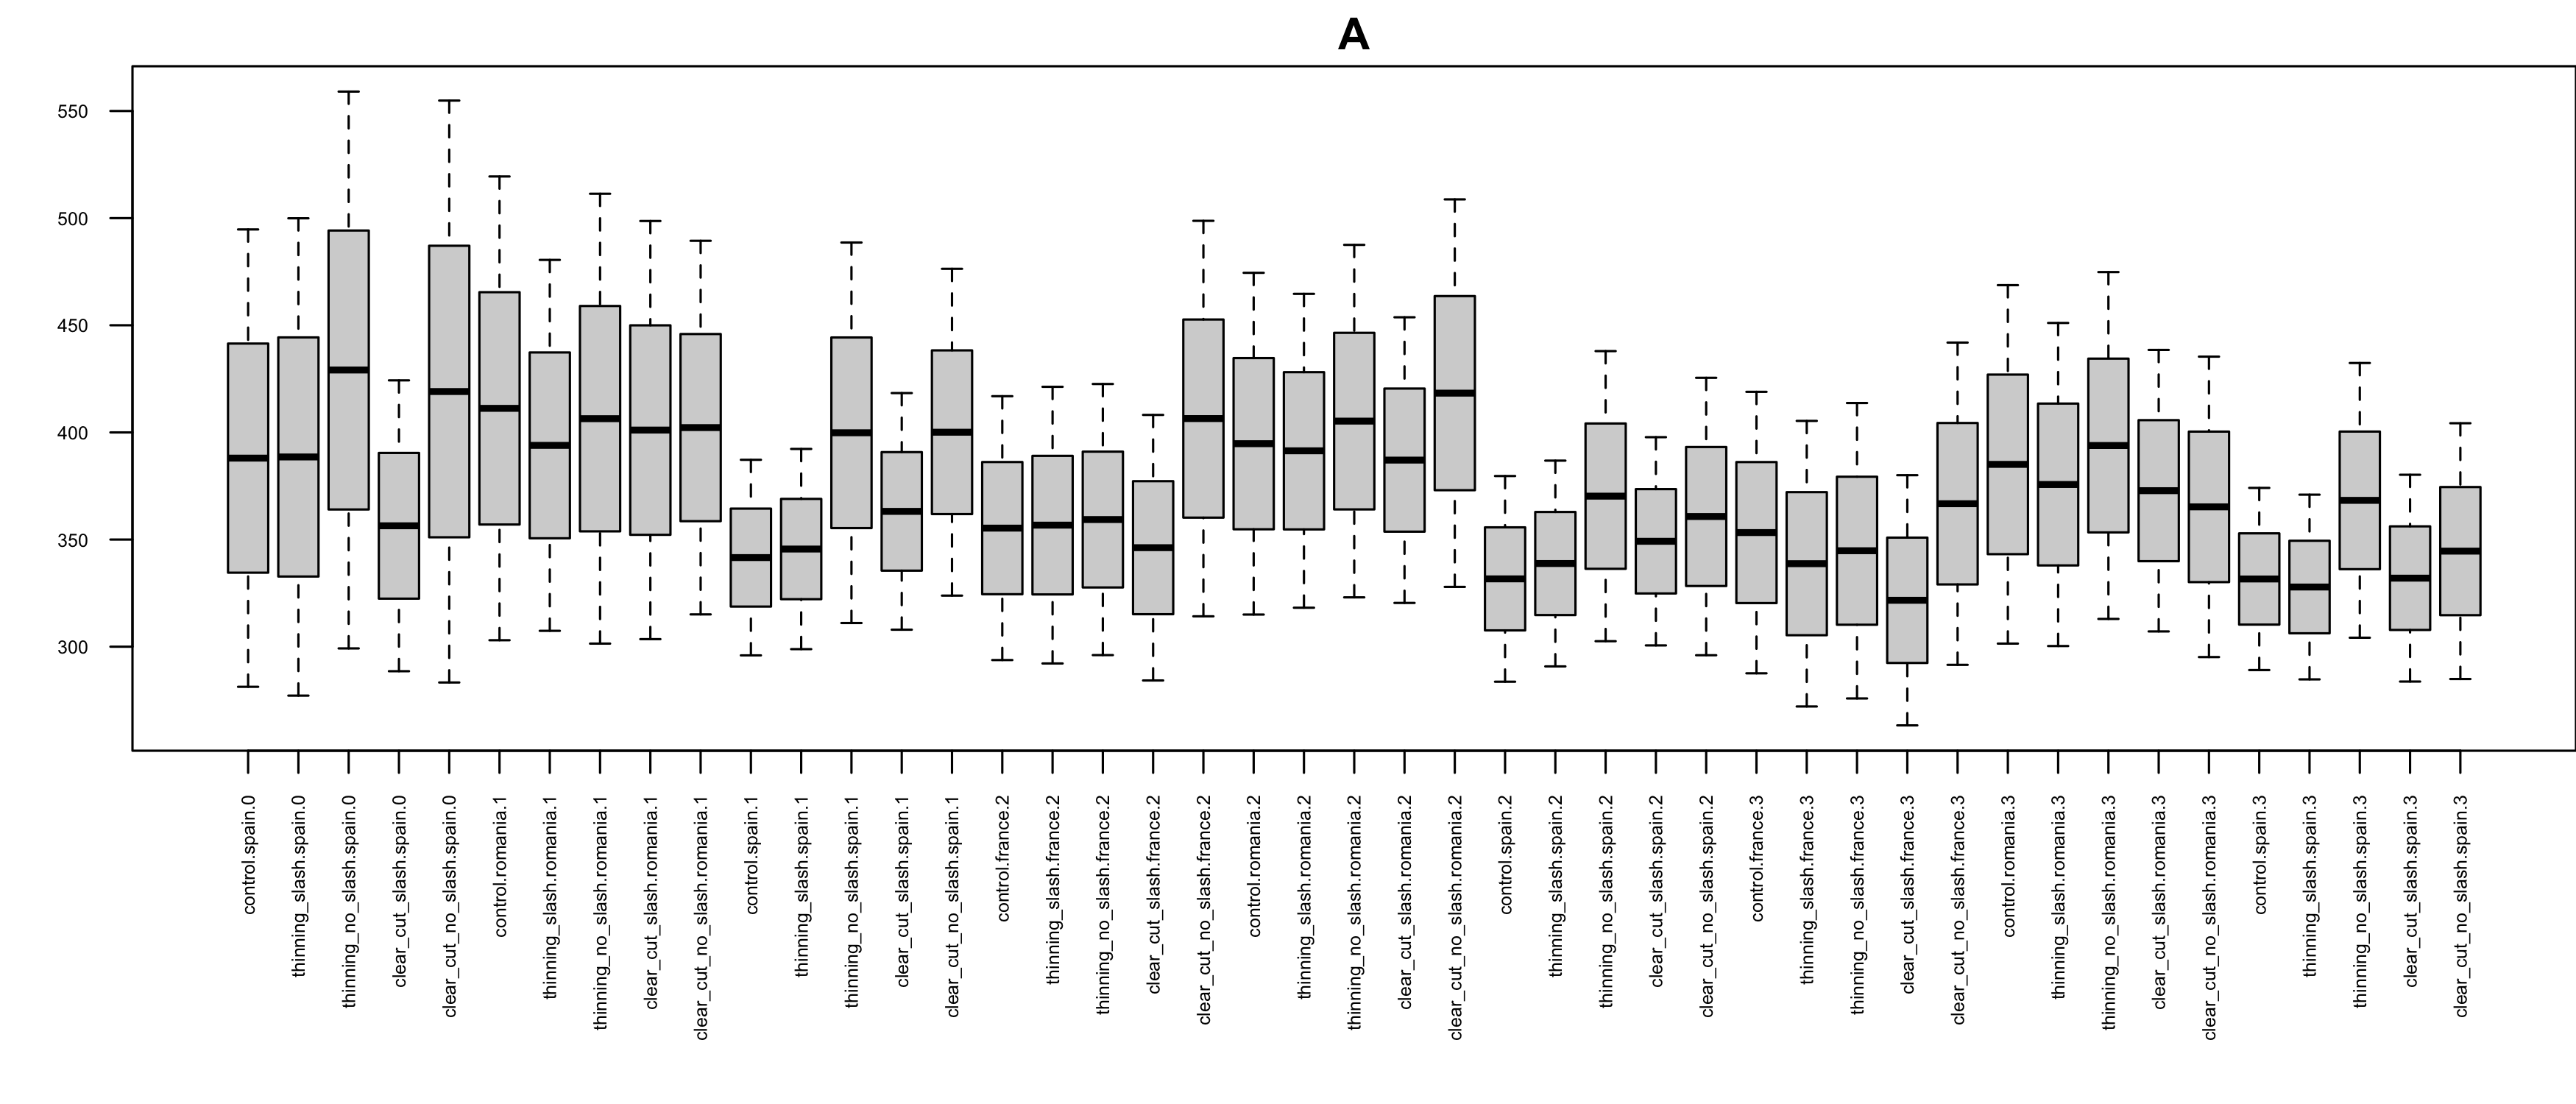 A
550
500
450
400
350
300
control.spain.0
thinning_slash.spain.0
thinning_no_slash.spain.0
clear_cut_slash.spain.0
clear_cut_no_slash.spain.0
control.romania.1
thinning_slash.romania.1
thinning_no_slash.romania.1
clear_cut_slash.romania.1
clear_cut_no_slash.romania.1
control.spain.1
thinning_slash.spain.1
thinning_no_slash.spain.1
clear_cut_slash.spain.1
clear_cut_no_slash.spain.1
control.france.2
thinning_slash.france.2
thinning_no_slash.france.2
clear_cut_slash.france.2
clear_cut_no_slash.france.2
control.romania.2
thinning_slash.romania.2
thinning_no_slash.romania.2
clear_cut_slash.romania.2
clear_cut_no_slash.romania.2
control.spain.2
thinning_slash.spain.2
thinning_no_slash.spain.2
clear_cut_slash.spain.2
clear_cut_no_slash.spain.2
control.france.3
thinning_slash.france.3
thinning_no_slash.france.3
clear_cut_slash.france.3
clear_cut_no_slash.france.3
control.romania.3
thinning_slash.romania.3
thinning_no_slash.romania.3
clear_cut_slash.romania.3
clear_cut_no_slash.romania.3
control.spain.3
thinning_slash.spain.3
thinning_no_slash.spain.3
clear_cut_slash.spain.3
clear_cut_no_slash.spain.3